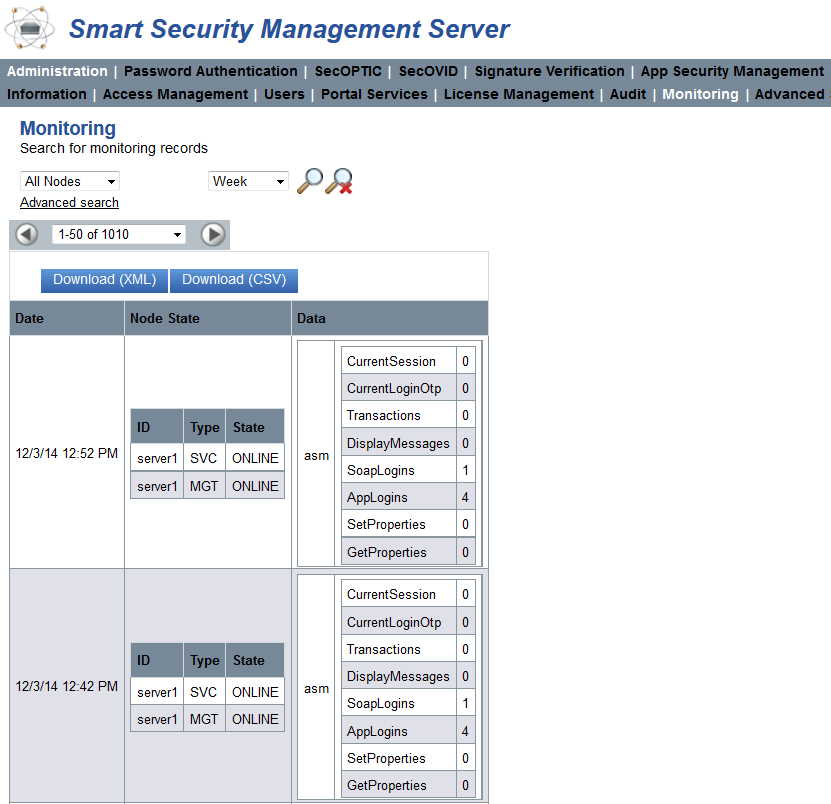 Smart Security Management Server
Administration | Password Authentication | SecOPTIC | SecOVID | Signature Verification | App Security Management
Information | Access Management | Users | Portal Services | License Management | Audit | Monitoring | Advanced
Monitoring
Search for monitoring records
All Nodes Week
Advanced search
1-50 of 1010
Download (XML) Download (CSV)
Date Node State Data
12/3/14 12:52 PM
ID Type State
server1 SVC ONLINE
server1 MGT ONLINE
asm
CurrentSession 0
CurrentLoginOtp 0
Transactions 0
DisplayMessages 0
SoapLogins 1
AppLogins 4
SetProperties 0
GetProperties 0
12/3/14 12:42 PM
ID Type State
server1 SVC ONLINE
server1 MGT ONLINE
asm
CurrentSession 0
CurrentLoginOtp 0
Transactions 0
DisplayMessages 0
SoapLogins 1
AppLogins 4
SetProperties 0
GetProperties 0